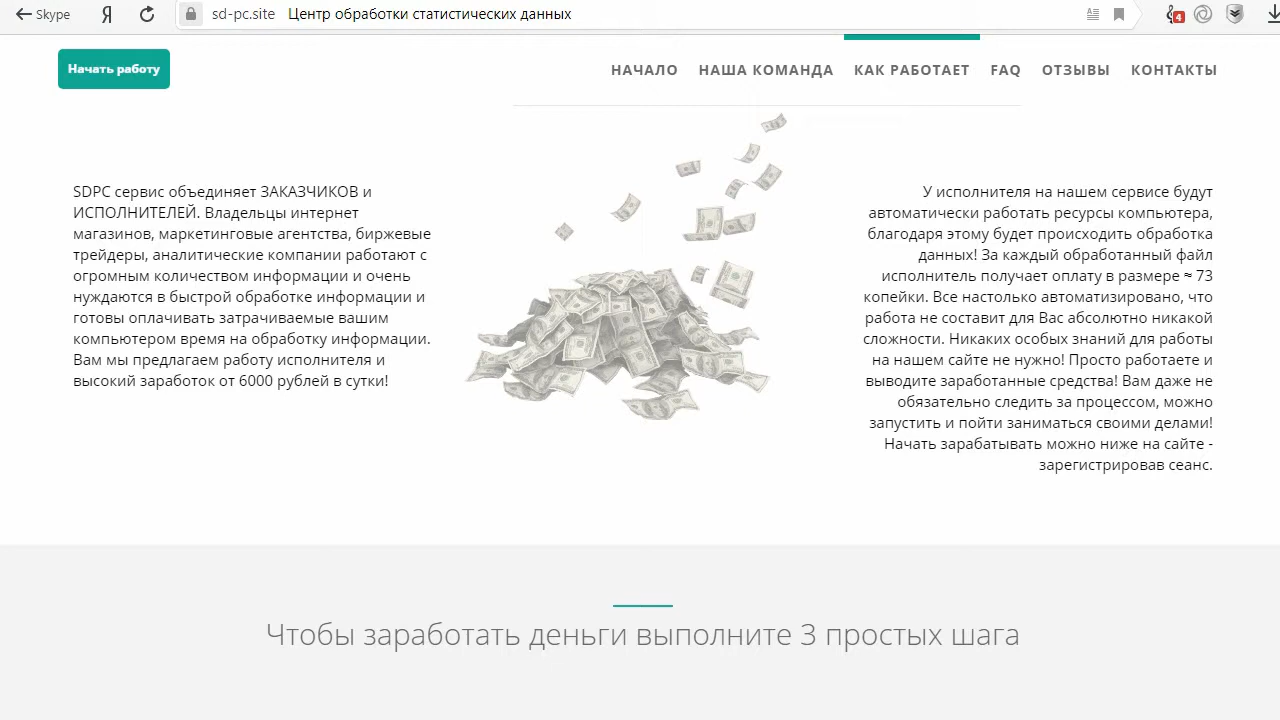 Skype
Я
sd-pc.site Центр обработки статистических данных
4
Начать работу
НАЧАЛО НАША КОМАНДА КАК РАБОТАЕТ FAQ ОТЗЫВЫ КОНТАКТЫ
SDPC сервис объединяет ЗАКАЗЧИКОВ и
ИСПОЛНИТЕЛЕЙ. Владельцы интернет
магазинов, маркетинговые агентства, биржевые
трейдеры, аналитические компании работают с
огромным количеством информации и очень
нуждаются в быстрой обработке информации и
готовы оплачивать затрачиваемые вашим
компьютером время на обработку информации.
Вам мы предлагаем работу исполнителя и
высокий заработок от 6000 рублей в сутки!
У исполнителя на нашем сервисе будут
автоматически работать ресурсы компьютера,
благодаря этому будет происходить обработка
данных! За каждый обработанный файл
исполнитель получает оплату в размере ≈ 73
копейки. Все настолько автоматизировано, что
работа не составит для Вас абсолютно никакой
сложности. Никаких особых знаний для работы
на нашем сайте не нужно! Просто работаете и
выводите заработанные средства! Вам даже не
обязательно следить за процессом, можно
запустить и пойти заниматься своими делами!
Начать зарабатывать можно ниже на сайте -
зарегистрировав сеанс.
Чтобы заработать деньги выполните 3 простых шага